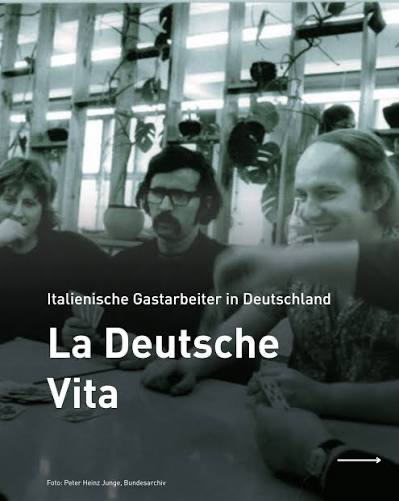 Italienische Gastarbeiter in Deutschland
La Deutsche
Vita
Foto: Peter Heinz Junge, Bundesarchiv